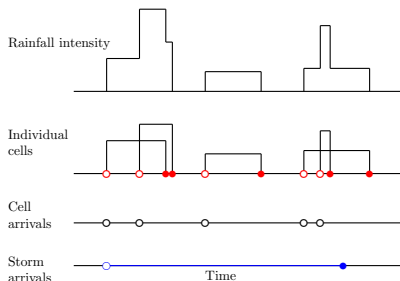 Rainfall intensity
Individual
cells
Cell
arrivals
Storm
arrivals
Time